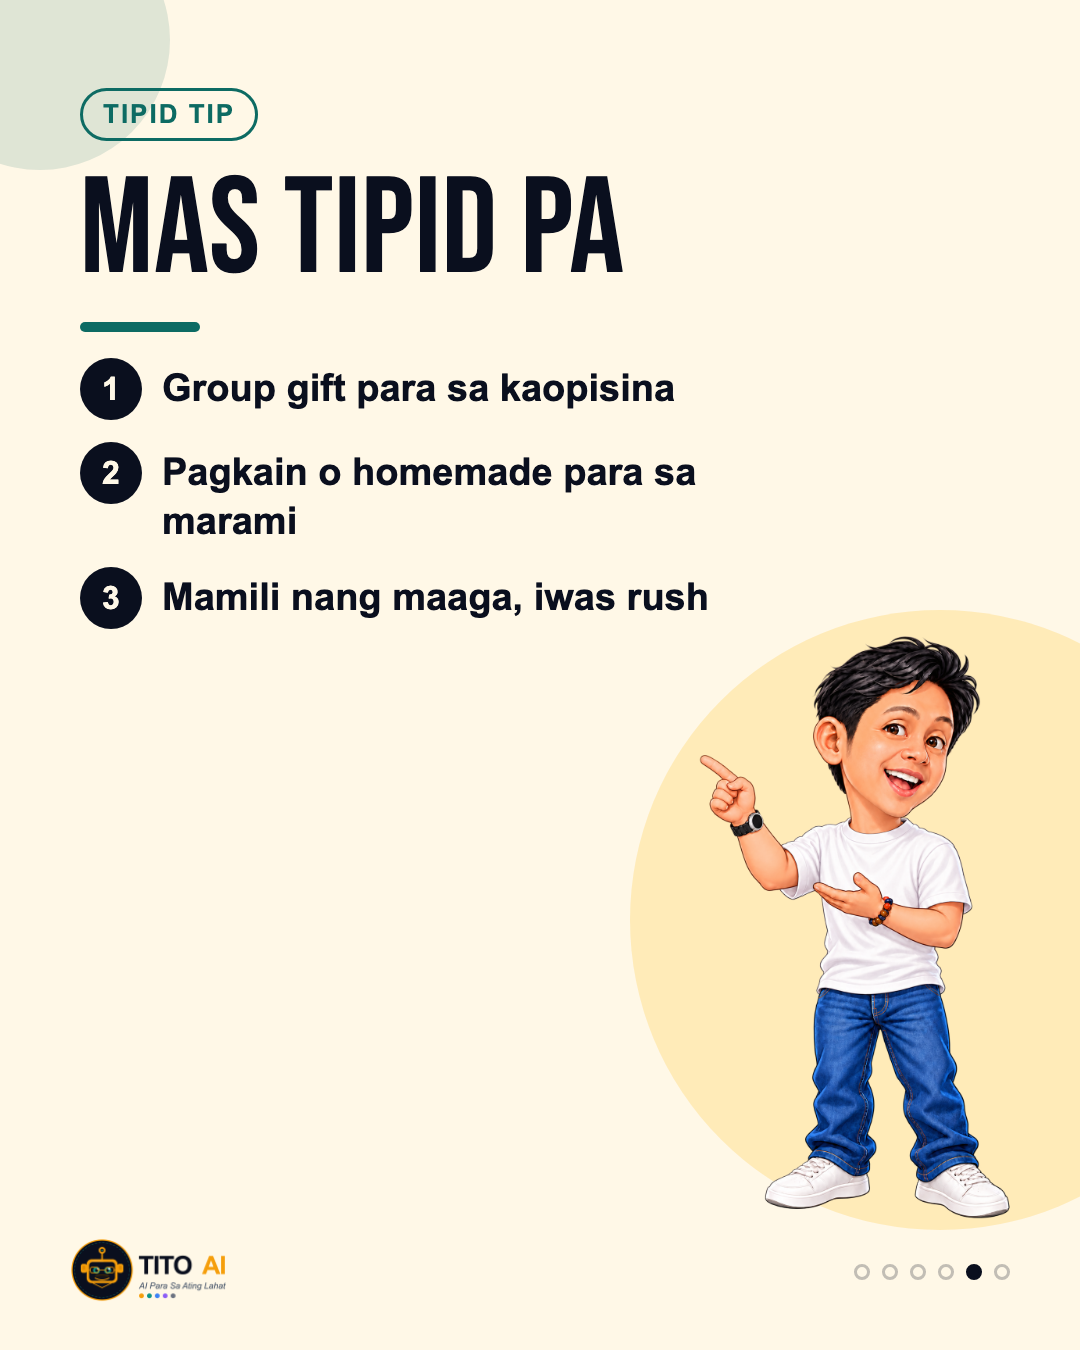 TIPID TIP
MAS TIPID PA
1 Group gift para sa kaopisina
2 Pagkain o homemade para sa
marami
3 Mamili nang maaga, iwas rush
TITO AI
AI Para Sa Ating Lahat